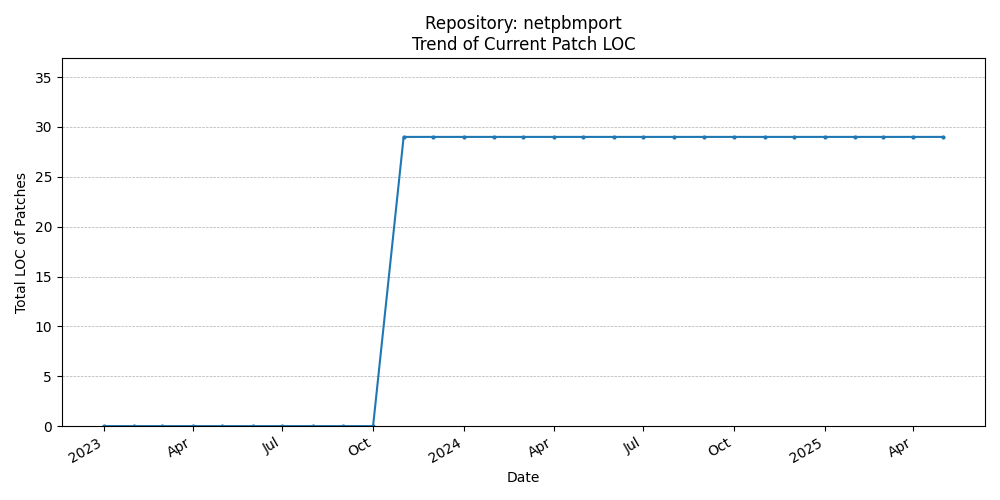 Repository: netpbmport
Trend of Current Patch LOC
Total LOC of Patches
35
30
25
20
15
10
5
0
2023
Apr
Jul
Oct
2024
Apr
Jul
Oct
2025
Apr
Date